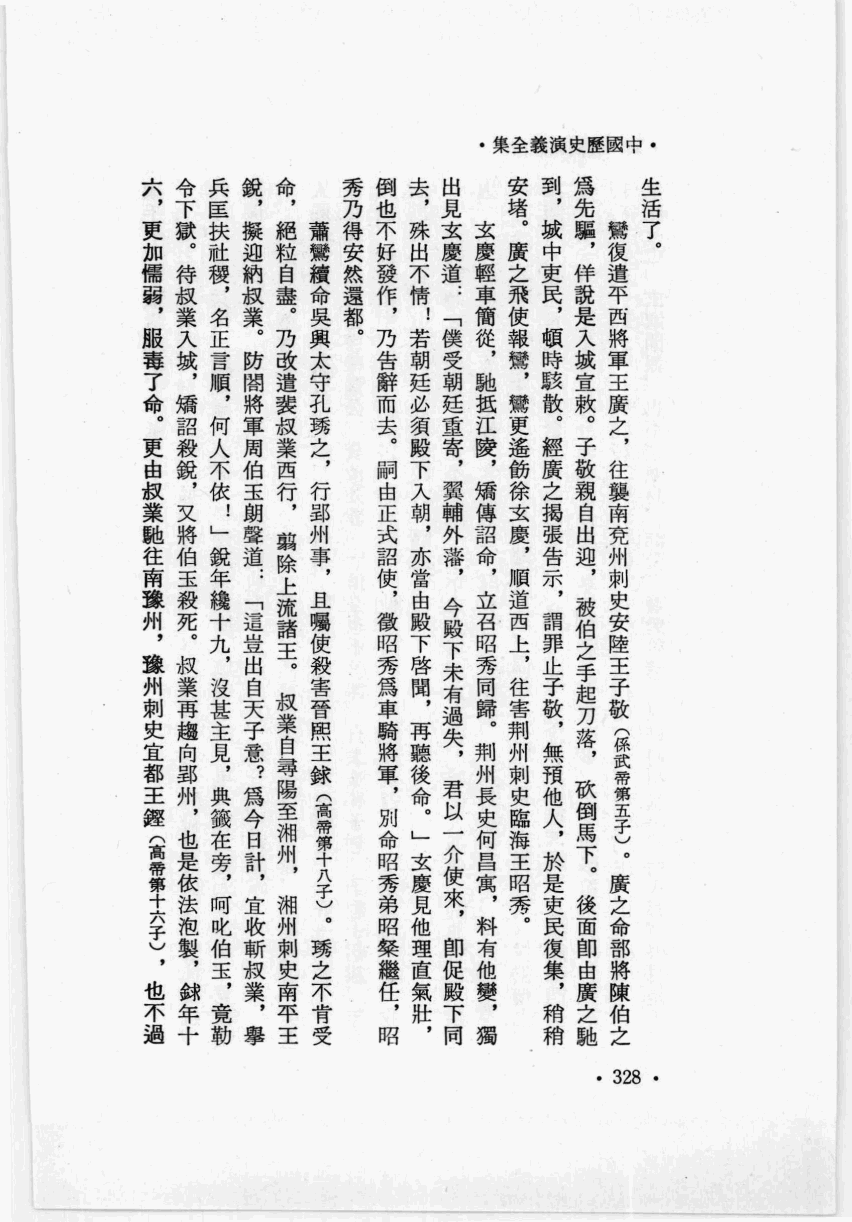 ·中國歷史演義全集·
生活了。
鸞復遣平西將軍王廣之，往襲南兗州刺史安陸王子敬（係武帝第五子）。廣之命部將陳伯之
爲先驅，佯說是入城宣敕。子敬親自出迎，被伯之手起刀落，砍倒馬下。後面卽由廣之馳
到，城中吏民，頓時駭散。經廣之揭張告示，謂罪止子敬，無預他人，於是吏民復集，稍稍
安堵。廣之飛使報鸞，鸞更遙飭徐玄慶，順道西上，往害荆州刺史臨海王昭秀。
玄慶輕車簡從，馳抵江陵，矯傳詔命，立召昭秀同歸。荆州長史何昌寓，料有他變，獨
出見玄慶道：「僕受朝廷重寄，翼輔外藩，今殿下未有過失，君以一介使來，卽促殿下同
去，殊出不情！若朝廷必須殿下入朝，亦當由殿下啓聞，再聽後命。」玄慶見他理直氣壯，
倒也不好發作，乃告辭而去。嗣由正式詔使，徵昭秀爲車騎將軍，別命昭秀弟昭粲繼任，昭
秀乃得安然還都。
蕭鸞續命吳興太守孔琇之，行郢州事，且囑使殺害晉熙王銶（高帝第十八子）。琇之不肯受
命，絕粒自盡。乃改遣裴叔業西行，翦除上流諸王。叔業自尋陽至湘州，湘州刺史南平王
銳，擬迎納叔業。防閤將軍周伯玉朗聲道：「這豈出自天子意？爲今日計，宜收斬叔業，舉
兵匡扶社稷，名正言順，何人不依！」銳年纔十九，沒甚主見，典籤在旁，呵叱伯玉，竟勒
令下獄。待叔業入城，矯詔殺銳，又將伯玉殺死。叔業再趨向郢州，也是依法泡製，銶年十
六，更加懦弱，服毒了命。更由叔業馳往南豫州，豫州刺史宜都王鏗（高帝第十六子），也不過
·328·